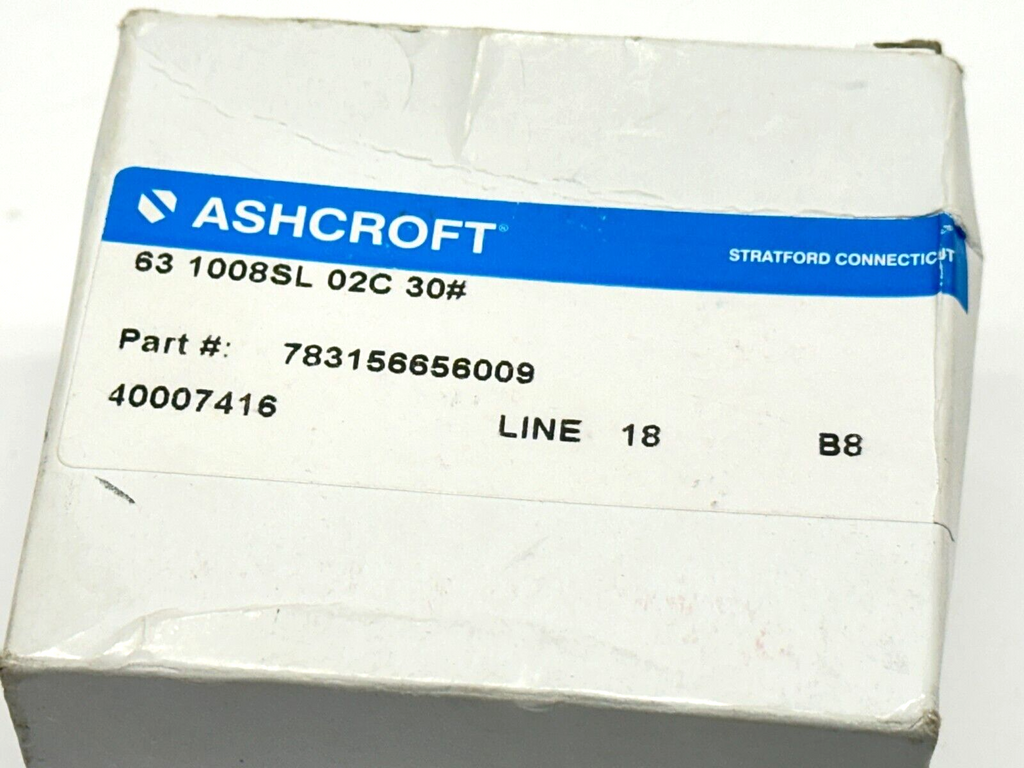 ASHCROFT®
STRATFORD CONNECTICUT
63 1008SL 02C 30#
Part #: 783156656009
40007416 LINE 18 B8